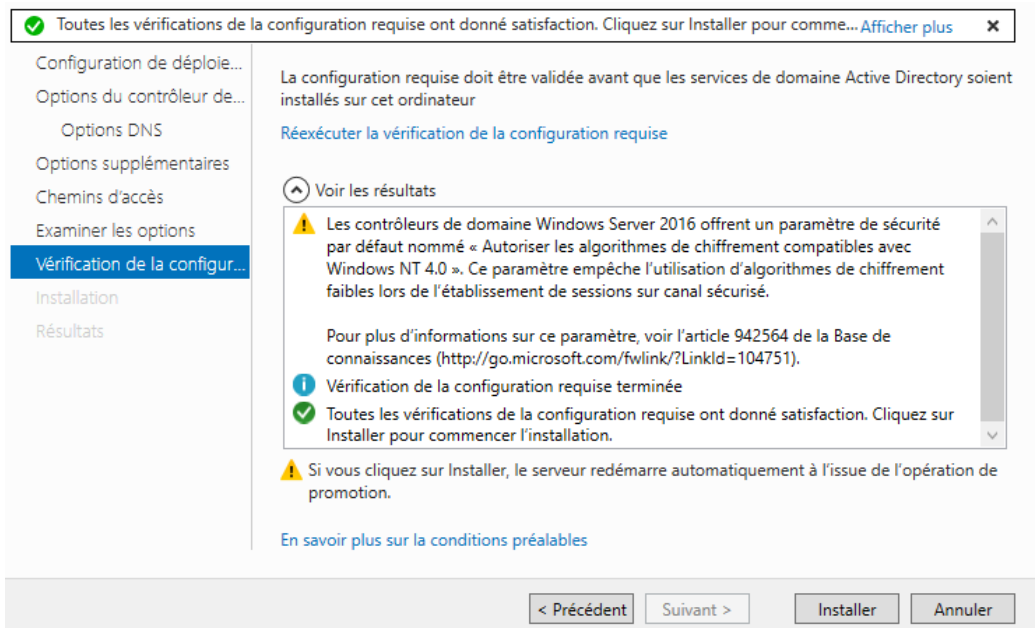 Toutes les vérifications de la configuration requise ont donné satisfaction. Cliquez sur Installer pour comme... Afficher plus
Configuration de déploie...
Options du contrôleur de...
Options DNS
Options supplémentaires
Chemins d'accès
Examiner les options
Vérification de la configur...
Installation
Résultats
La configuration requise doit être validée avant que les services de domaine Active Directory soient
installés sur cet ordinateur
Réexécuter la vérification de la configuration requise
Voir les résultats
Les contrôleurs de domaine Windows Server 2016 offrent un paramètre de sécurité
par défaut nommé « Autoriser les algorithmes de chiffrement compatibles avec
Windows NT 4.0 ». Ce paramètre empêche l'utilisation d'algorithmes de chiffrement
faibles lors de l'établissement de sessions sur canal sécurisé.
Pour plus d'informations sur ce paramètre, voir l'article 942564 de la Base de
connaissances (http://go.microsoft.com/fwlink/?LinkId=104751).
Vérification de la configuration requise terminée
Toutes les vérifications de la configuration requise ont donné satisfaction. Cliquez sur
Installer pour commencer l'installation.
Si vous cliquez sur Installer, le serveur redémarre automatiquement à l'issue de l'opération de
promotion.
En savoir plus sur la conditions préalables
< Précédent
Suivant >
Installer
Annuler